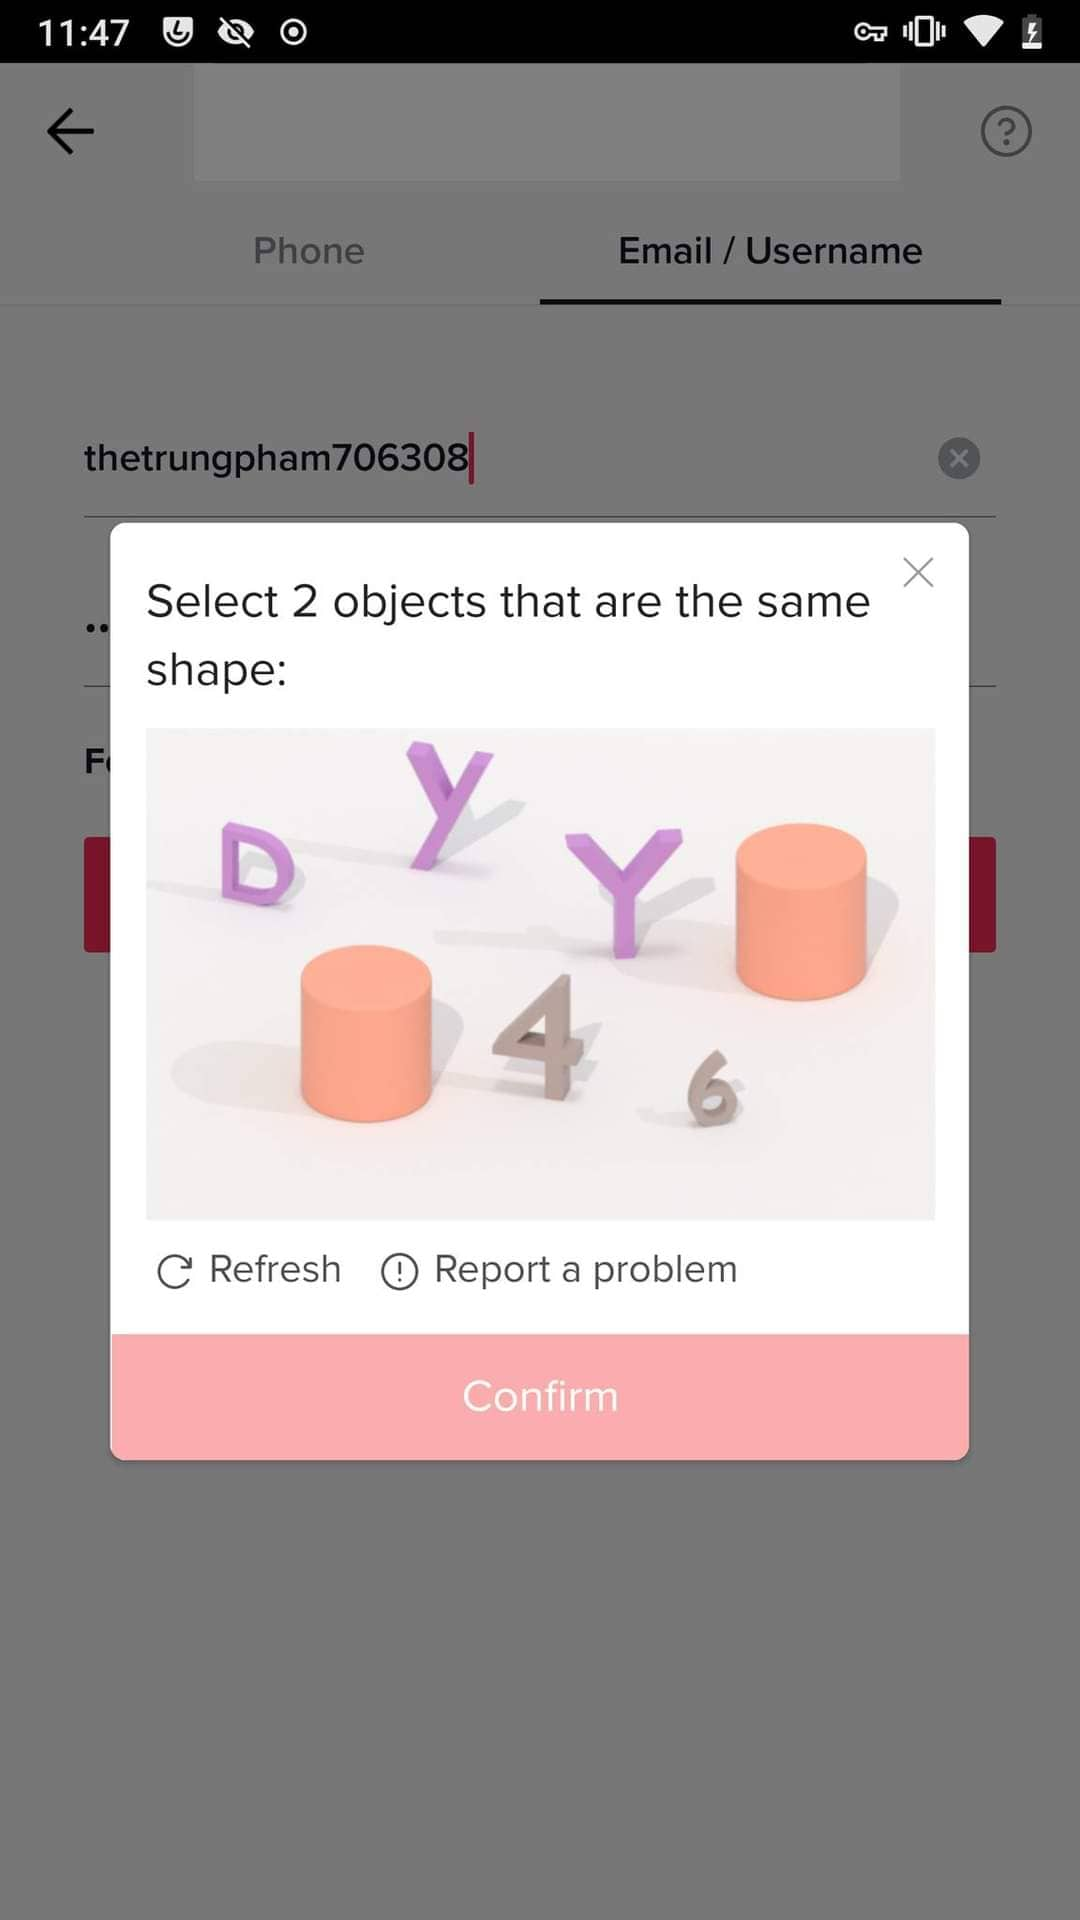 11:47
Phone
Email / Username
thetrungpham706308
Select 2 objects that are the same
shape:
Y
D
Y
4
6
Refresh
Report a problem
Confirm